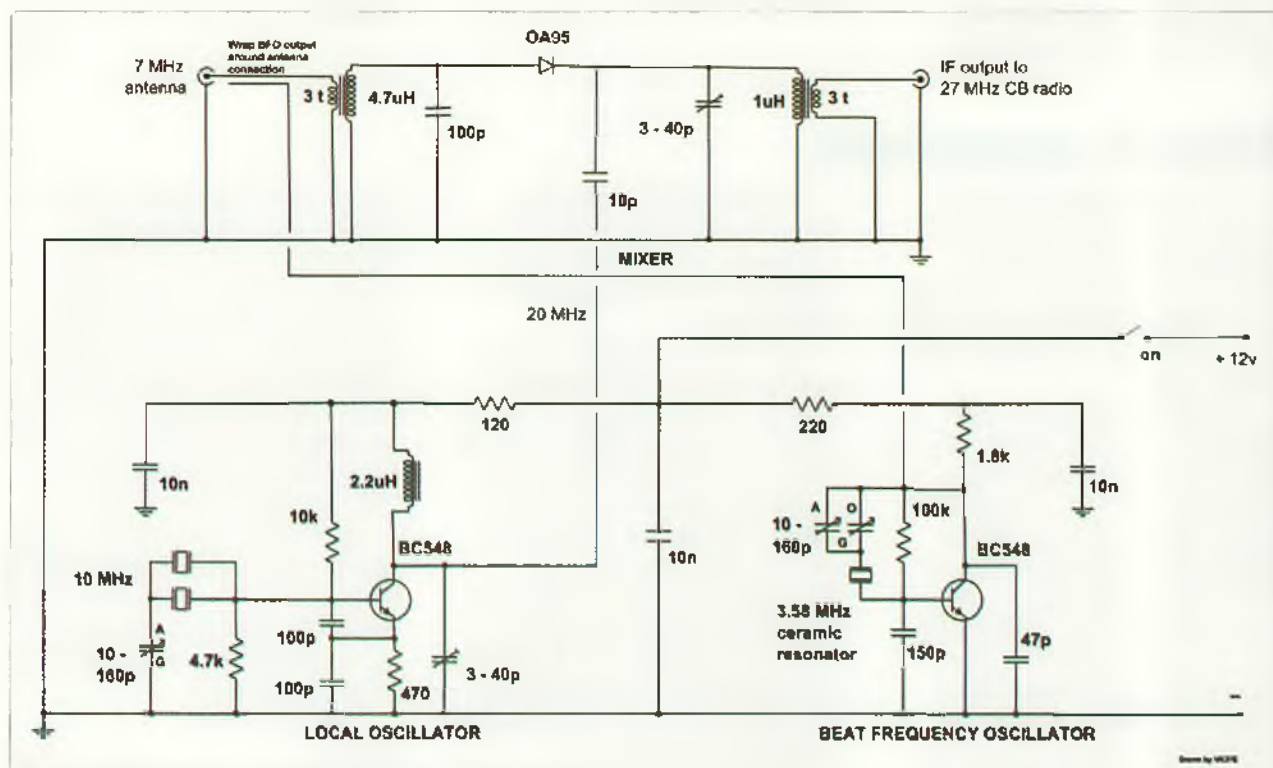 OA95
Wrap BFO output
around antenna
connection
7 MHz
antenna
3 t
4.7uH
100p
3 - 40p
1uH
3 t
IF output to
27 MHz CB radio
10p
MIXER
20 MHz
on
+ 12v
120
220
10n
2.2uH
1.8k
10n
10k
100k
A
O
G
10 -
160p
10n
BC548
BC548
10 MHz
3.58 MHz
ceramic
resonator
A
G
10 -
160p
4.7k
100p
100p
470
3 - 40p
150p
47p
–
LOCAL OSCILLATOR
BEAT FREQUENCY OSCILLATOR